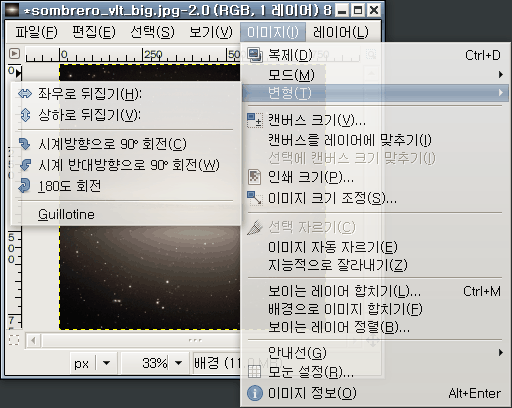 *sombrero_vlt_big.jpg-2.0 (RGB, 1 레이어) 8
파일(F) 편집(E) 선택(S) 보기(V) 이미지(I) 레이어(L)
0 250 500
복제(D) Ctrl+D
모드(M)
변형(T)
좌우로 뒤집기(H):
상하로 뒤집기(V):
시계방향으로 90° 회전(C)
시계 반대방향으로 90° 회전(W)
180도 회전
Guillotine
캔버스 크기(V)...
캔버스를 레이어에 맞추기(I)
선택에 캔버스 크기 맞추기(I)
인쇄 크기(P)...
이미지 크기 조정(S)...
선택 자르기(C)
이미지 자동 자르기(E)
지능적으로 잘라내기(Z)
보이는 레이어 합치기(L)... Ctrl+M
배경으로 이미지 합치기(F)
보이는 레이어 정렬(B)...
안내선(G)
모눈 설정(R)...
이미지 정보(O) Alt+Enter
px 33% 배경 (11